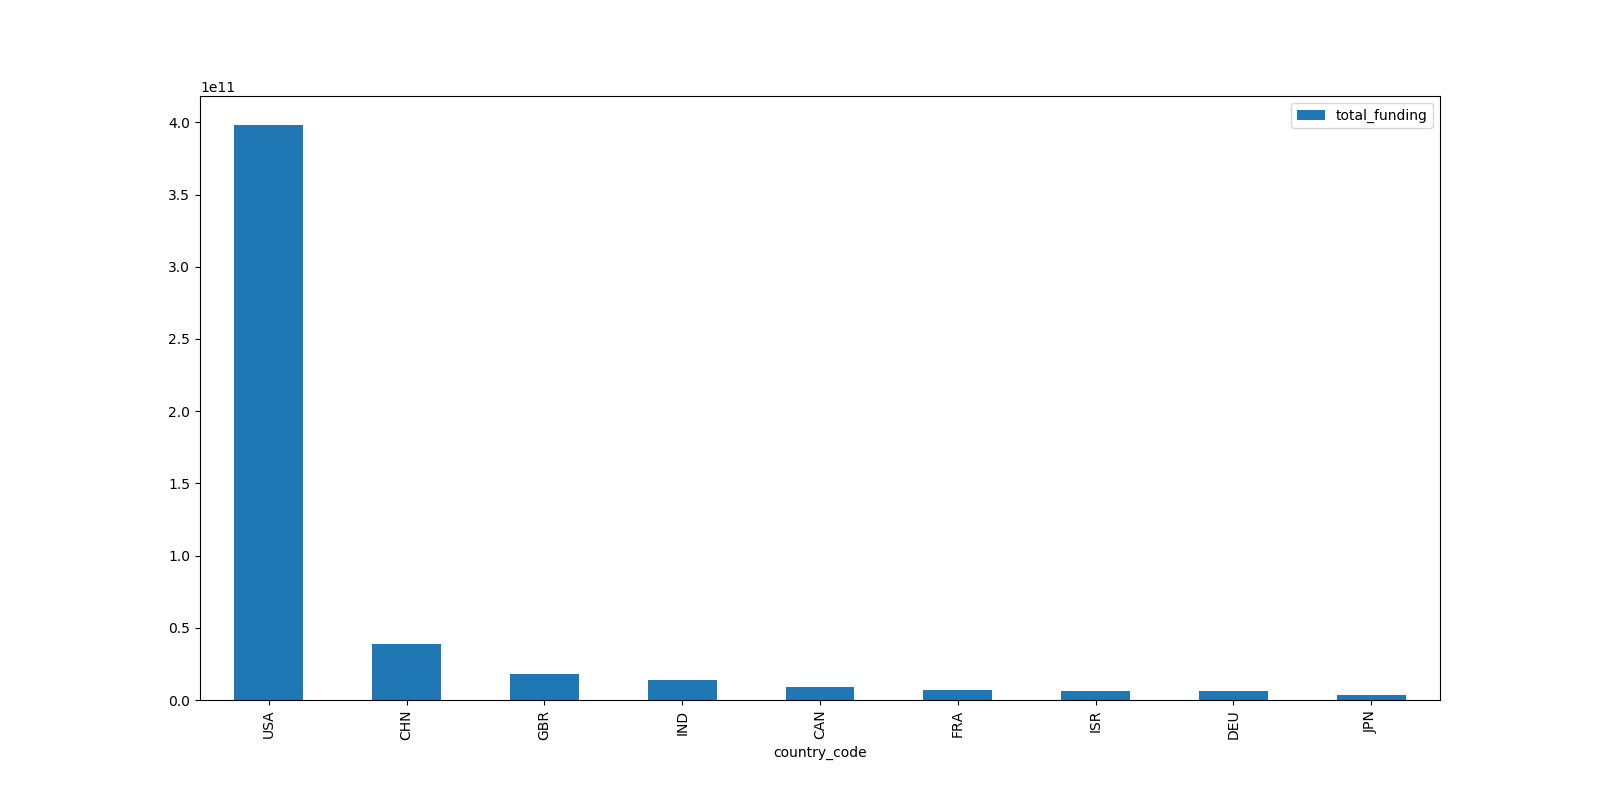 1e11
total_funding
4.0
3.5
3.0
2.5
2.0
1.5
1.0
0.5
0.0
USA
CHN
GBR
IND
CAN
FRA
ISR
DEU
JPN
country_code